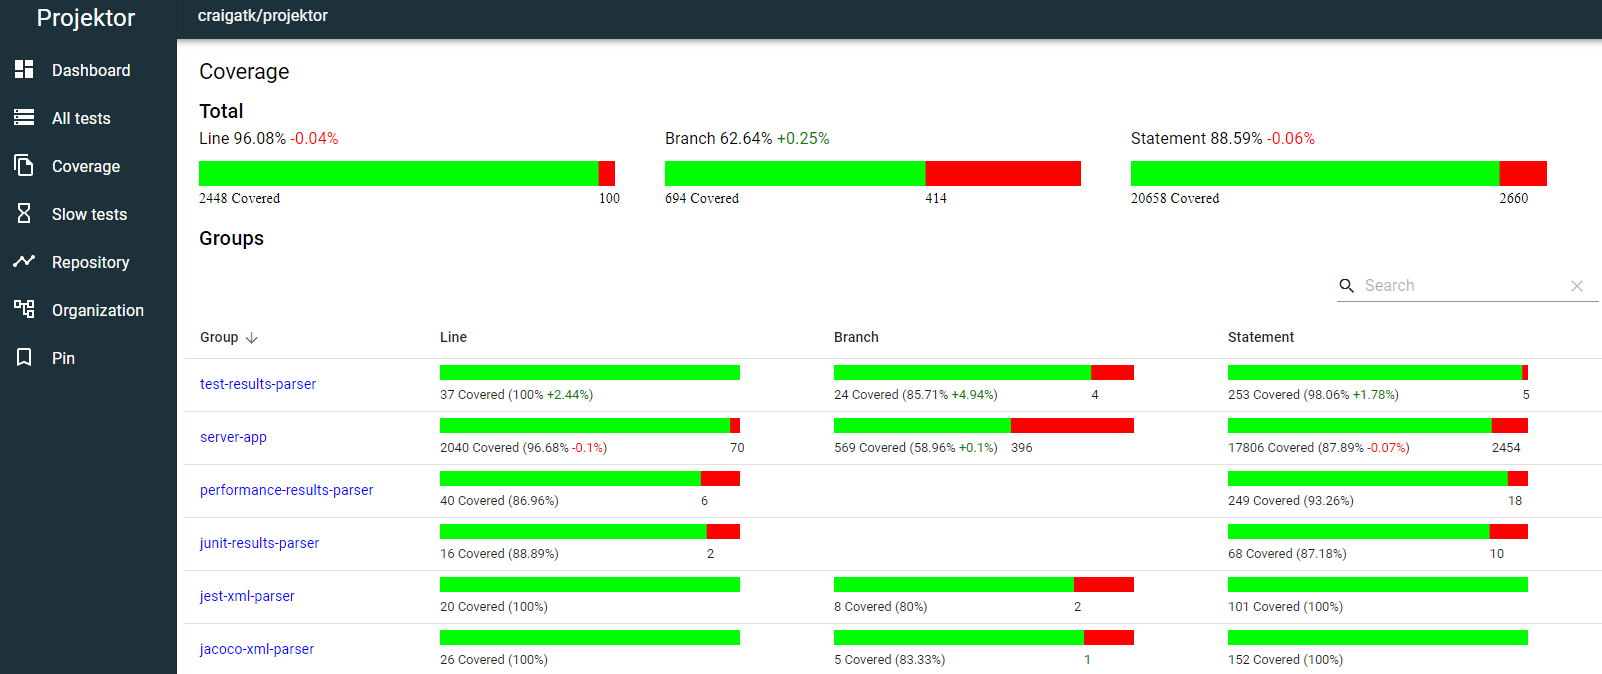 Projektor
craigatk/projektor
Dashboard
All tests
Coverage
Slow tests
Repository
Organization
Pin
Coverage
Total
Line 96.08% -0.04%
2448 Covered 100
Branch 62.64% +0.25%
694 Covered 414
Statement 88.59% -0.06%
20658 Covered 2660
Groups
Search
Group Line Branch Statement
test-results-parser
37 Covered (100% +2.44%) 24 Covered (85.71% +4.94%) 4 253 Covered (98.06% +1.78%) 5
server-app
2040 Covered (96.68% -0.1%) 70 569 Covered (58.96% +0.1%) 396 17806 Covered (87.89% -0.07%) 2454
performance-results-parser
40 Covered (86.96%) 6 249 Covered (93.26%) 18
junit-results-parser
16 Covered (88.89%) 2 68 Covered (87.18%) 10
jest-xml-parser
20 Covered (100%) 8 Covered (80%) 2 101 Covered (100%)
jacoco-xml-parser
26 Covered (100%) 5 Covered (83.33%) 1 152 Covered (100%)